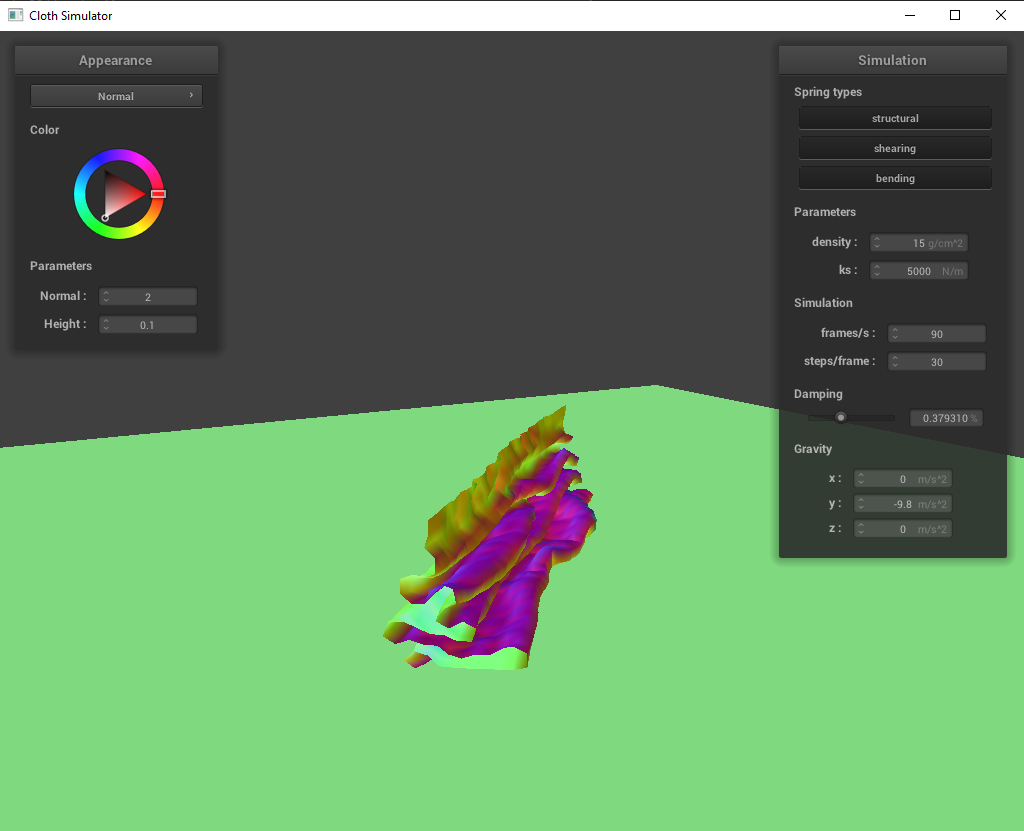 Cloth Simulator
Appearance
Normal
Color
Parameters
Normal : 2
Height : 0.1
Simulation
Spring types
structural
shearing
bending
Parameters
density : 15 g/cm^2
ks : 5000 N/m
Simulation
frames/s : 90
steps/frame : 30
Damping
0.379310 %
Gravity
x : 0 m/s^2
y : -9.8 m/s^2
z : 0 m/s^2